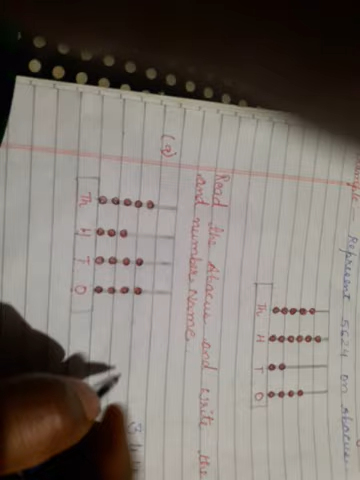 Represent 5624 on Abacus
Th H T O
Read the Abacus and write the
and number Name.
(a)
Th H T O